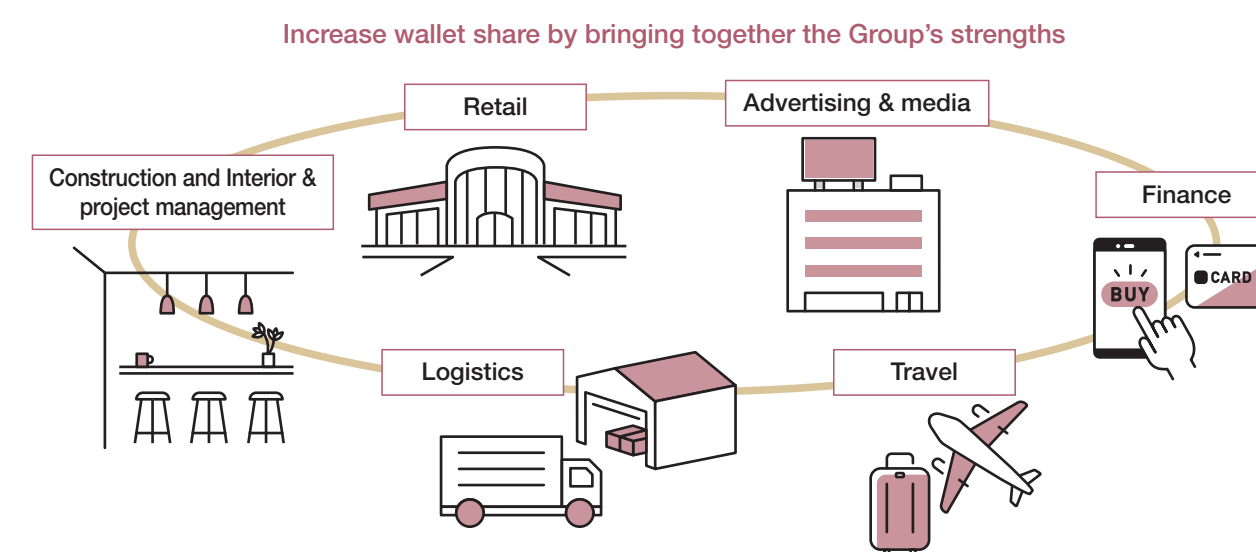 Increase wallet share by bringing together the Group’s strengths
Retail
Advertising & media
Construction and Interior &
project management
Finance
BUY
CARD
Logistics
Travel